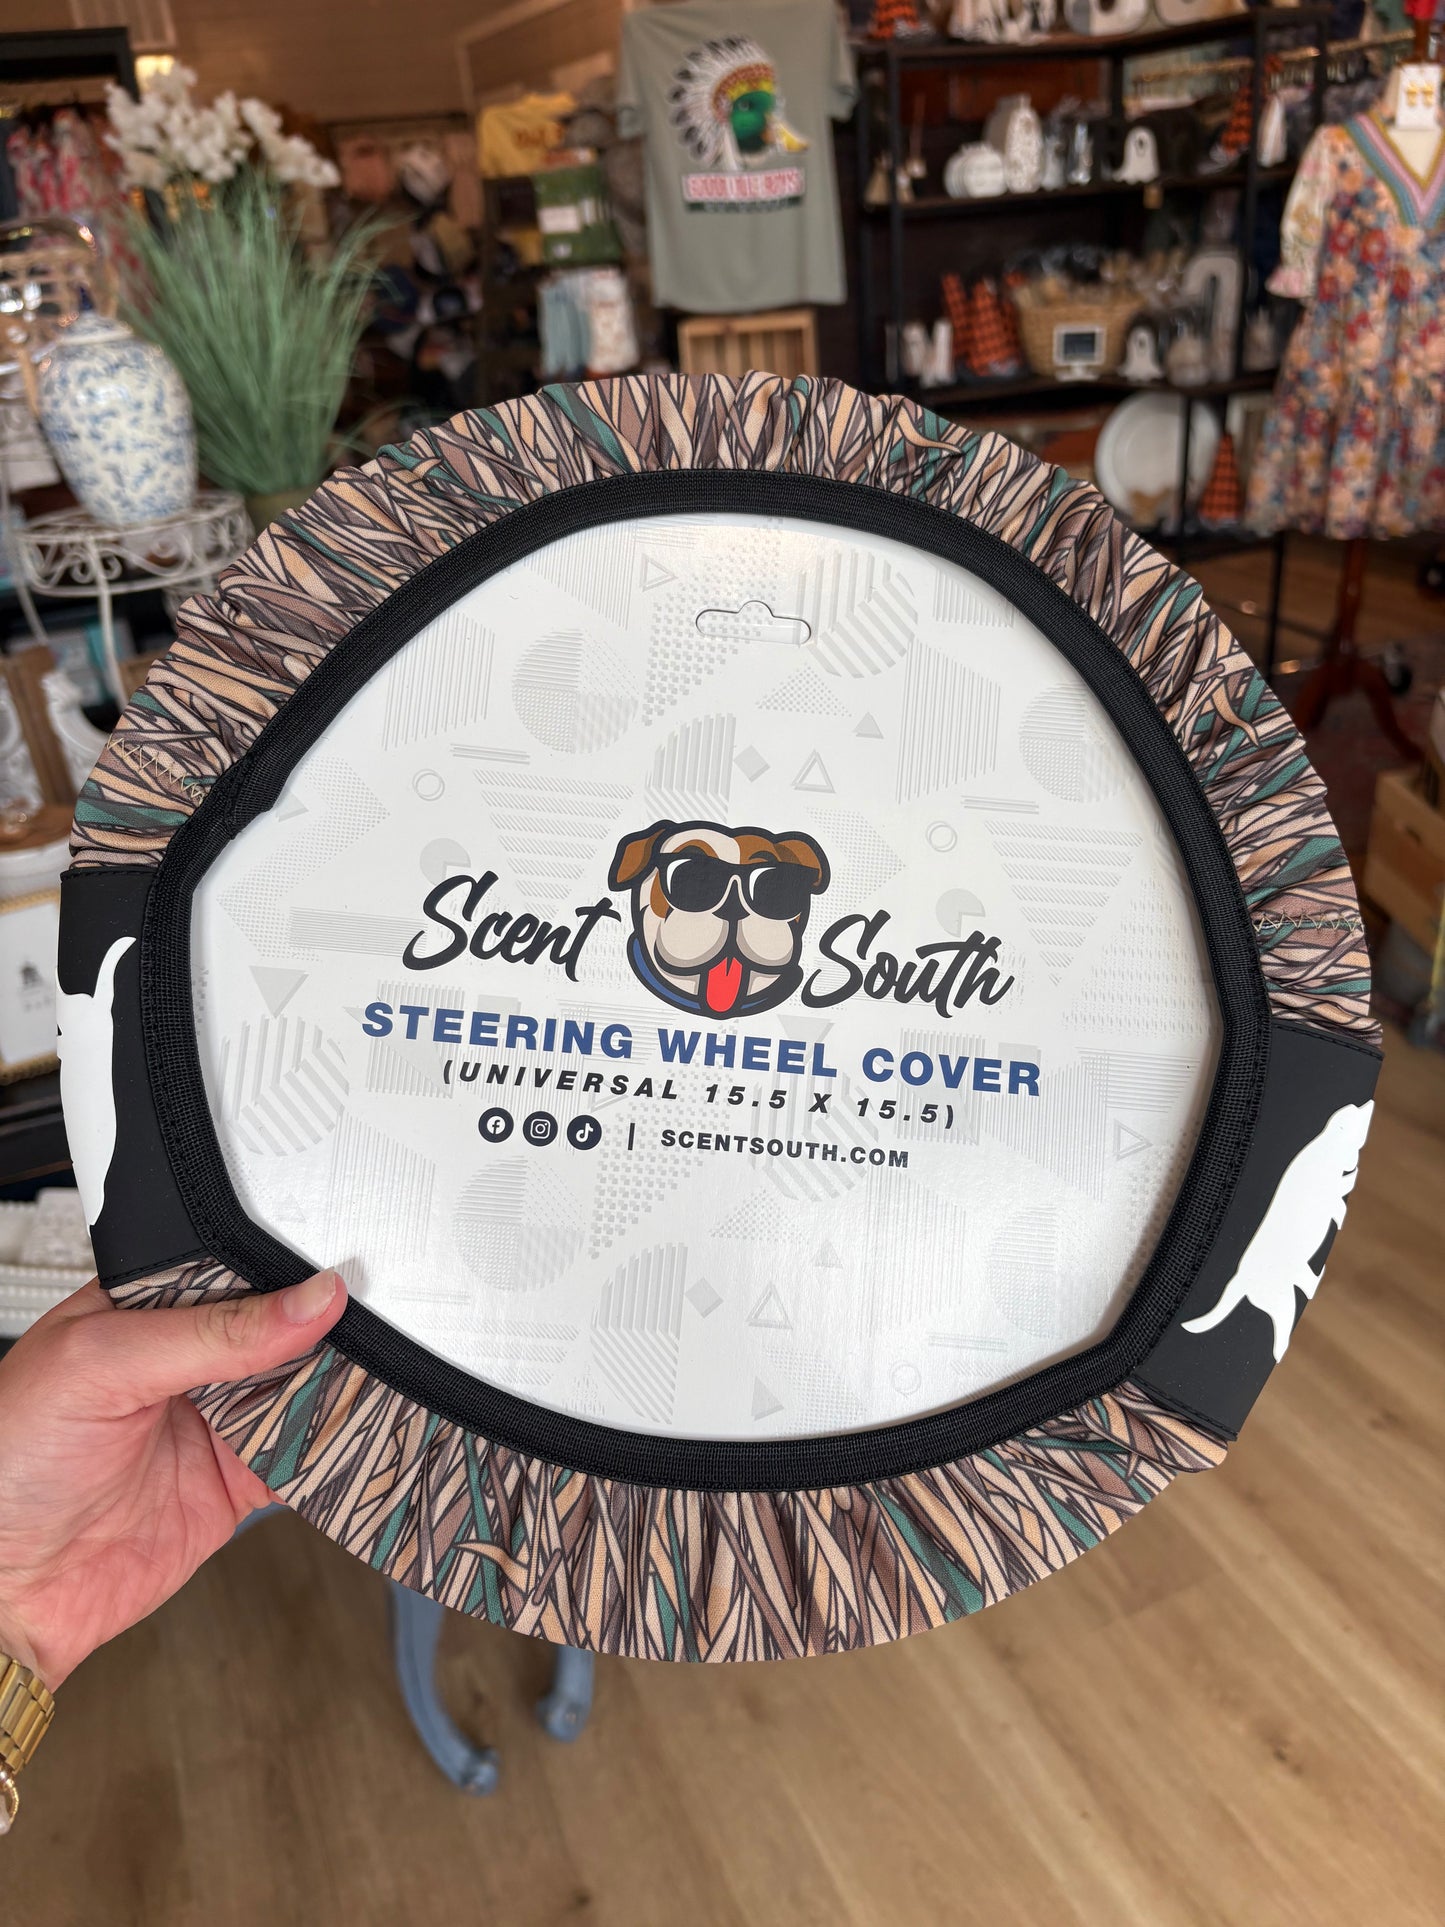 Scent South
STEERING WHEEL COVER
(UNIVERSAL 15.5 X 15.5)
| SCENTSOUTH.COM